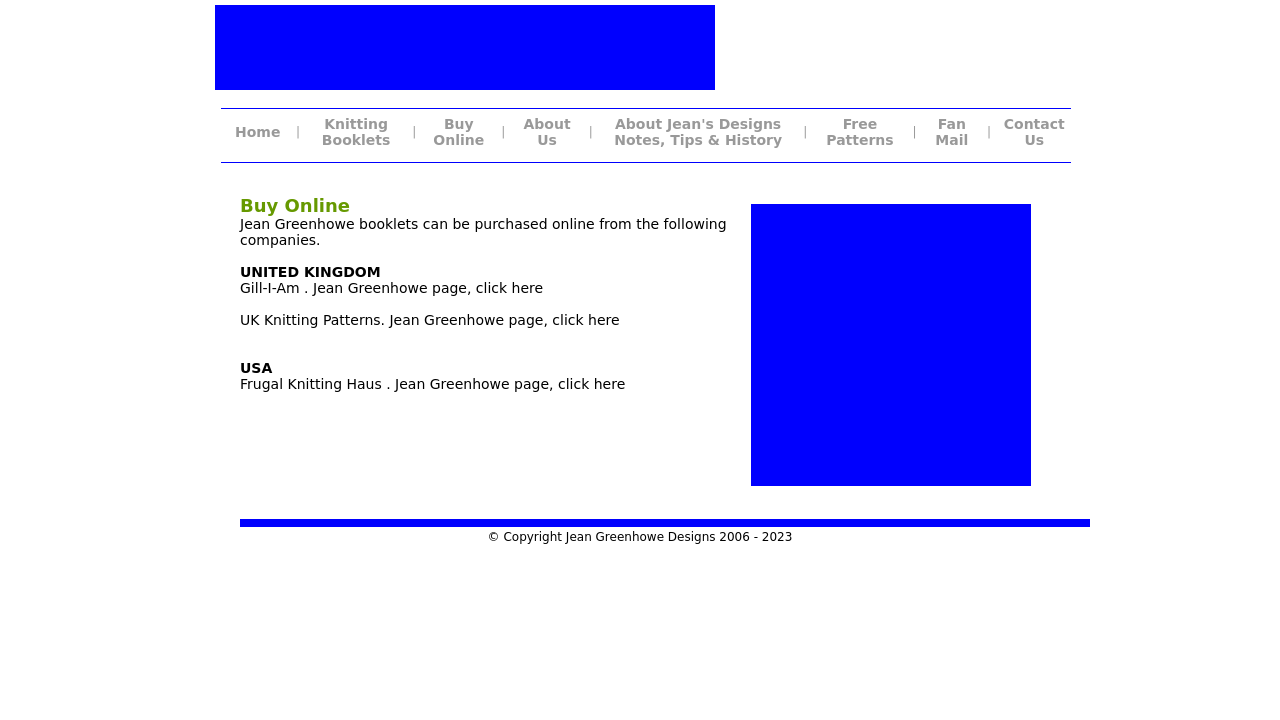 Home | Knitting Booklets | Buy Online | About Us | About Jean's Designs Notes, Tips & History | Free Patterns | Fan Mail | Contact Us
Buy Online
Jean Greenhowe booklets can be purchased online from the following
companies.
UNITED KINGDOM
Gill-I-Am . Jean Greenhowe page, click here
UK Knitting Patterns. Jean Greenhowe page, click here
USA
Frugal Knitting Haus . Jean Greenhowe page, click here
© Copyright Jean Greenhowe Designs 2006 - 2023